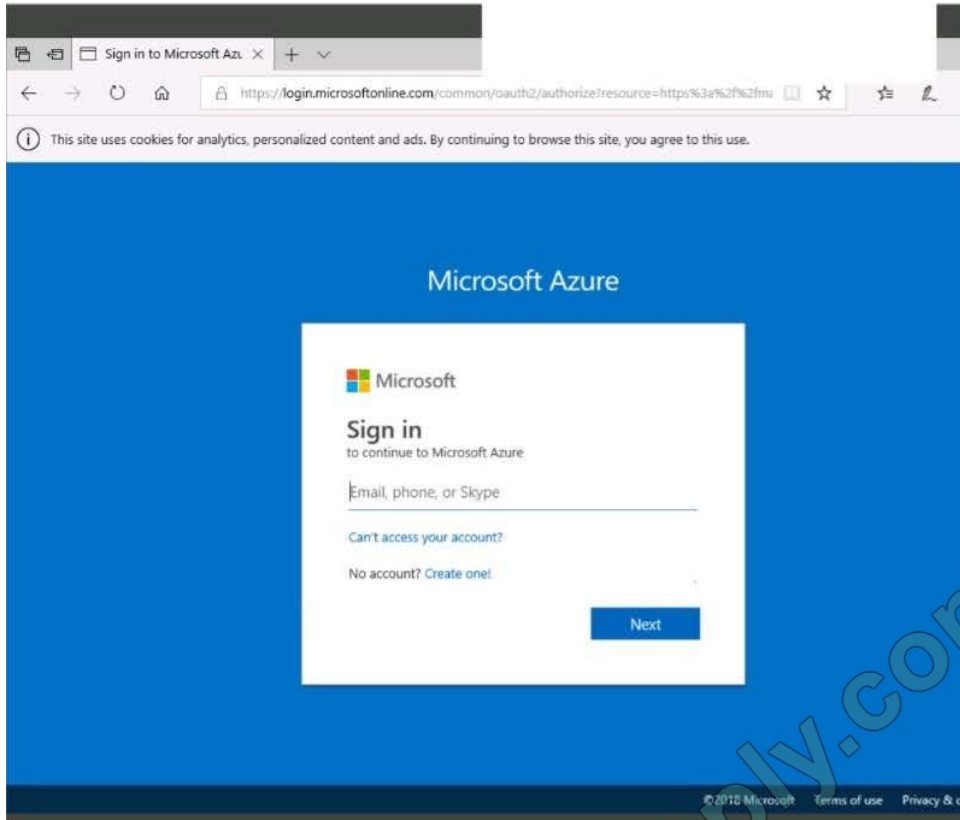 Sign in to Microsoft Azu
https://login.microsoftonline.com/common/oauth2/authorize?resource=https%3a%2f%2fma
This site uses cookies for analytics, personalized content and ads. By continuing to browse this site, you agree to this use.
Microsoft Azure
Microsoft
Sign in
to continue to Microsoft Azure
Email, phone, or Skype
Can't access your account?
No account? Create one!
Next
©2018 Microsoft Terms of use Privacy & c